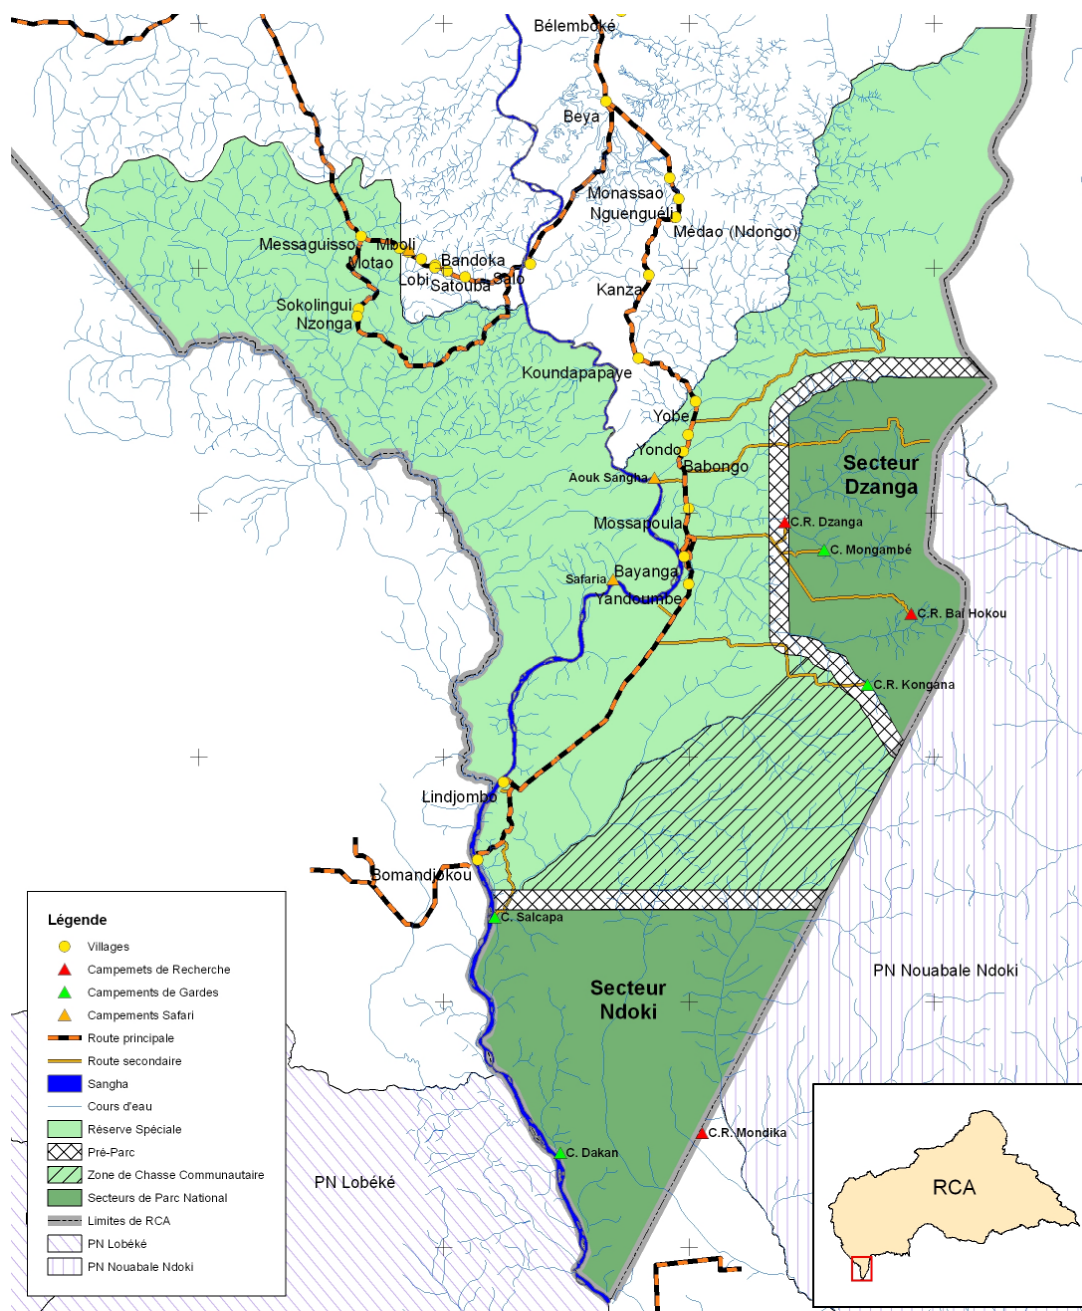 Bélemboké
Beya
Monassao
Nguenguéli
Médao (Ndongo)
Messaguisso
Mboli
Motao
Bandoka
Lobi
Satouba
Salo
Kanza
Sokolingui
Nzonga
Koundapapaye
Yobe
Yondo
Babongo
Secteur
Dzanga
Aouk Sangha
Mossapoula
C.R. Dzanga
C. Mongambé
Bayanga
Safaria
Yandoumbe
C.R. Baï Hokou
C.R. Kongana
Lindjombo
Bomandjokou
C. Salcapa
PN Nouabale Ndoki
Secteur
Ndoki
C.R. Mondika
C. Dakan
PN Lobéké
RCA
Légende
Villages
Campemets de Recherche
Campements de Gardes
Campements Safari
Route principale
Route secondaire
Sangha
Cours d'eau
Réserve Spéciale
Pré-Parc
Zone de Chasse Communautaire
Secteurs de Parc National
Limites de RCA
PN Lobéké
PN Nouabale Ndoki